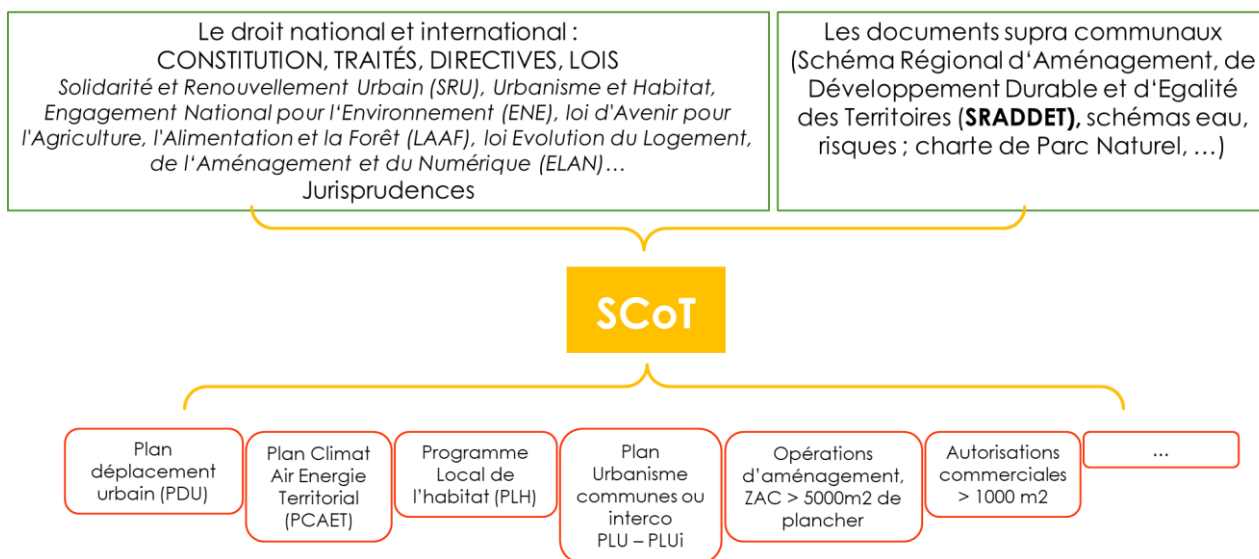 Le droit national et international :
CONSTITUTION, TRAITÉS, DIRECTIVES, LOIS
Solidarité et Renouvellement Urbain (SRU), Urbanisme et Habitat,
Engagement National pour l‘Environnement (ENE), loi d'Avenir pour
l'Agriculture, l'Alimentation et la Forêt (LAAF), loi Evolution du Logement,
de l‘Aménagement et du Numérique (ELAN)…
Jurisprudences
Les documents supra communaux
(Schéma Régional d‘Aménagement, de
Développement Durable et d‘Egalité
des Territoires (SRADDET), schémas eau,
risques ; charte de Parc Naturel, …)
SCoT
Plan
déplacement
urbain (PDU)
Plan Climat
Air Energie
Territorial
(PCAET)
Programme
Local de
l’habitat (PLH)
Plan
Urbanisme
communes ou
interco
PLU – PLUi
Opérations
d’aménagement,
ZAC > 5000m2 de
plancher
Autorisations
commerciales
> 1000 m2
…